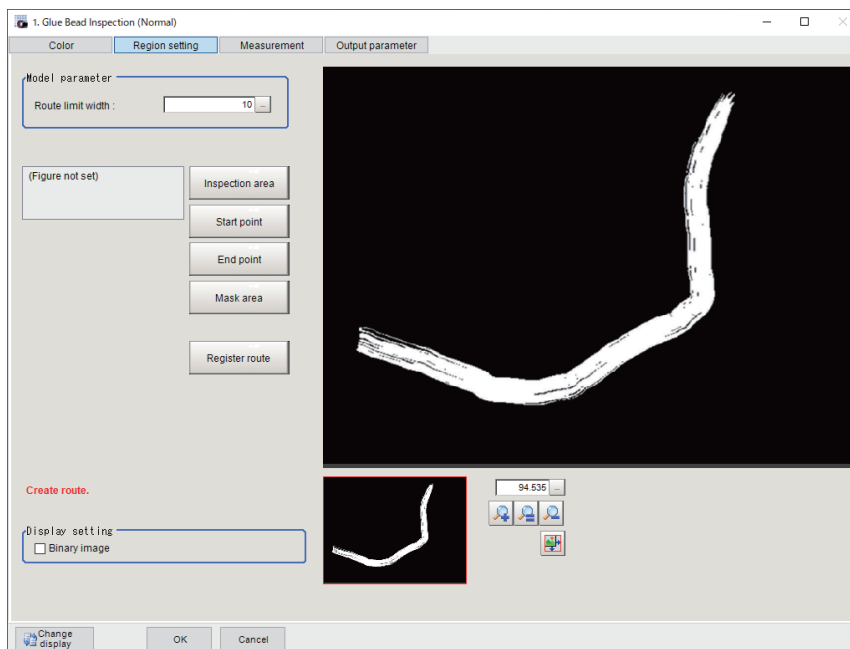 1. Glue Bead Inspection (Normal)
Color
Region setting
Measurement
Output parameter
Model parameter
Route limit width :
10
...
(Figure not set)
Inspection area
Start point
End point
Mask area
Register route
Create route.
94.535
...
Display setting
Binary image
Change
display
OK
Cancel